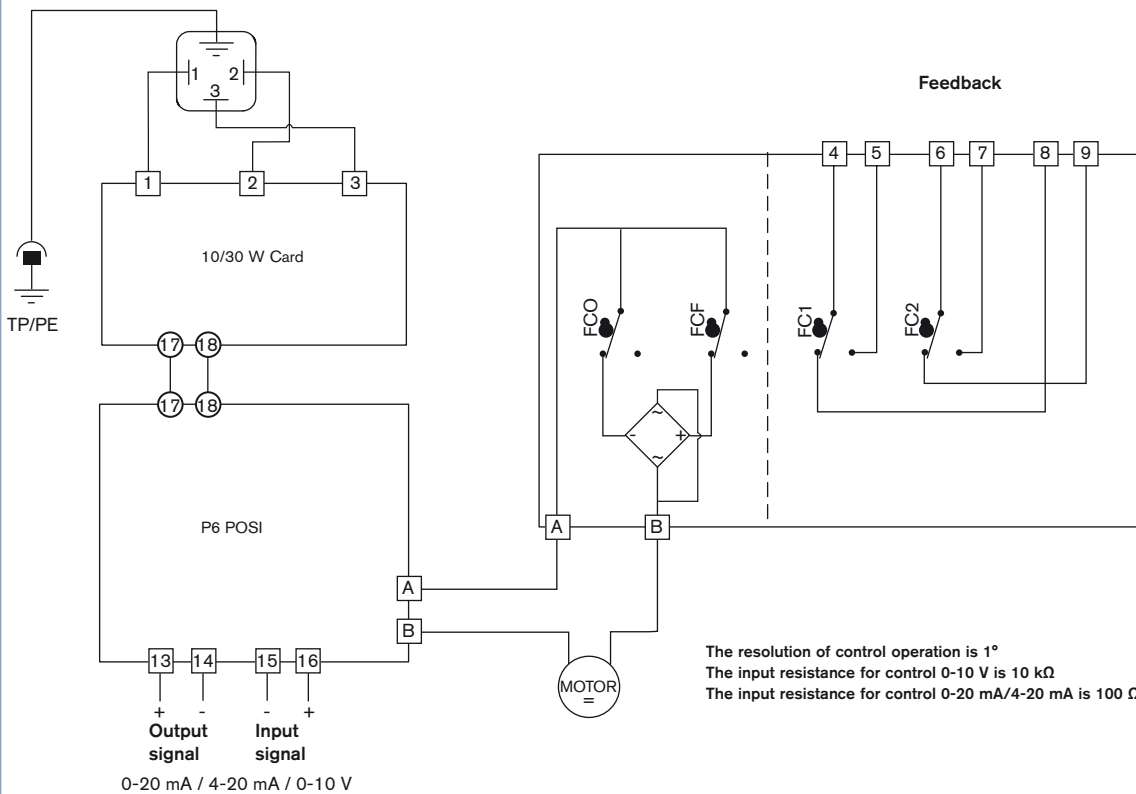 1 2
3
1 2 3
10/30 W Card
TP/PE
17 18
17 18
P6 POSI
A
B
13 14 15 16
+ - - +
Output signal
Input signal
0-20 mA / 4-20 mA / 0-10 V
Feedback
4 5 6 7 8 9
FCO FCF FC1 FC2
~
- +
~
A B
MOTOR
=
The resolution of control operation is 1°
The input resistance for control 0-10 V is 10 kΩ
The input resistance for control 0-20 mA/4-20 mA is 100 Ω